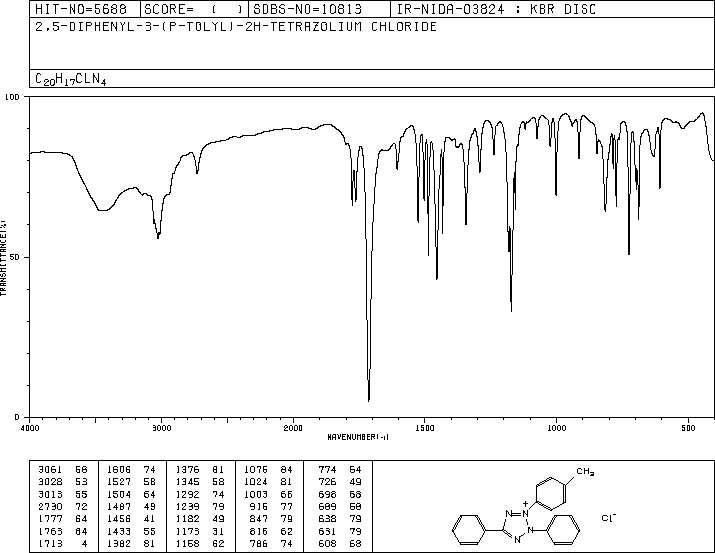 HIT-NO=5688 SCORE= ( ) SDBS-NO=10813 IR-NIDA-03824 : KBR DISC
2,5-DIPHENYL-3-(P-TOLYL)-2H-TETRAZOLIUM CHLORIDE
C20H17CLN4
100
50
0
TRANSMITTANCE(%)
4000 3000 2000 1500 1000 500
WAVENUMBER(-1)
3061 68 1606 74 1376 81 1076 84 774 64
3028 53 1527 58 1345 58 1024 81 726 49
3013 55 1504 64 1292 74 1003 66 698 66
2730 72 1487 49 1239 79 916 77 689 58
1777 64 1456 41 1182 49 847 79 638 79
1763 64 1433 55 1173 31 816 62 631 79
1713 4 1382 81 1158 62 786 74 608 68
CH3
N N+
N N
Cl-